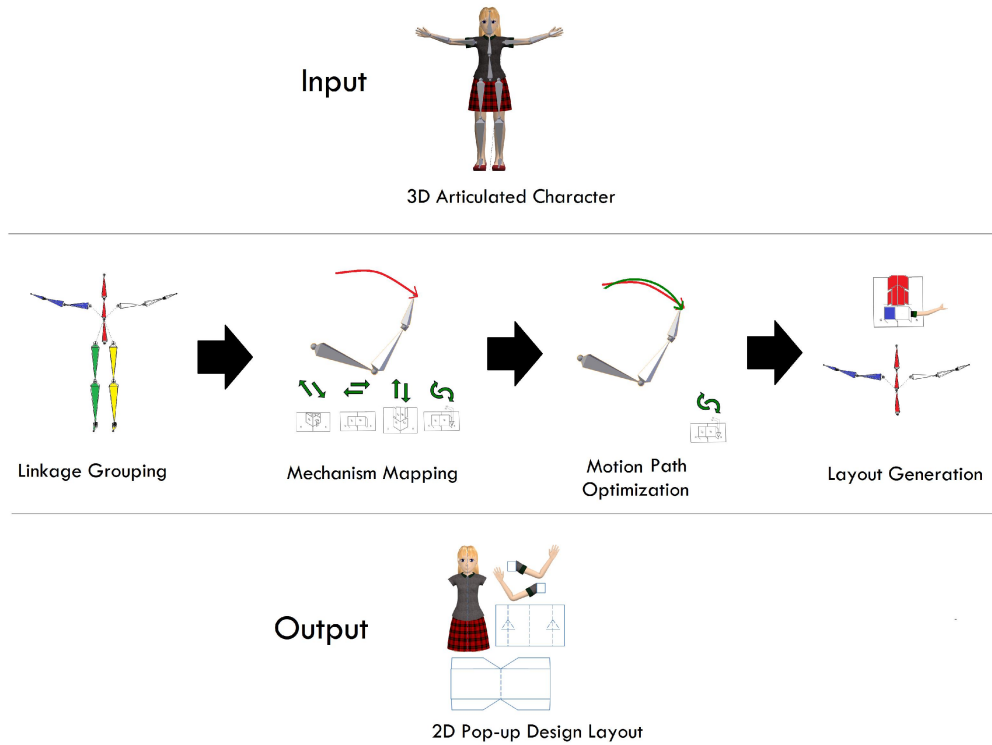 Input
3D Articulated Character
Linkage Grouping
Mechanism Mapping
Motion Path
Optimization
Layout Generation
Output
2D Pop-up Design Layout